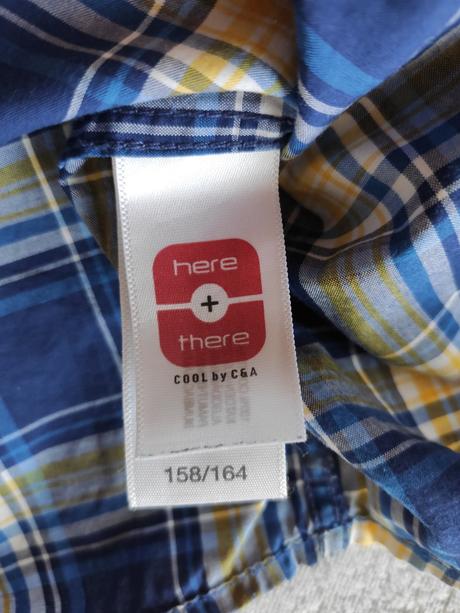 here
+
there
COOL by C&A
158/164